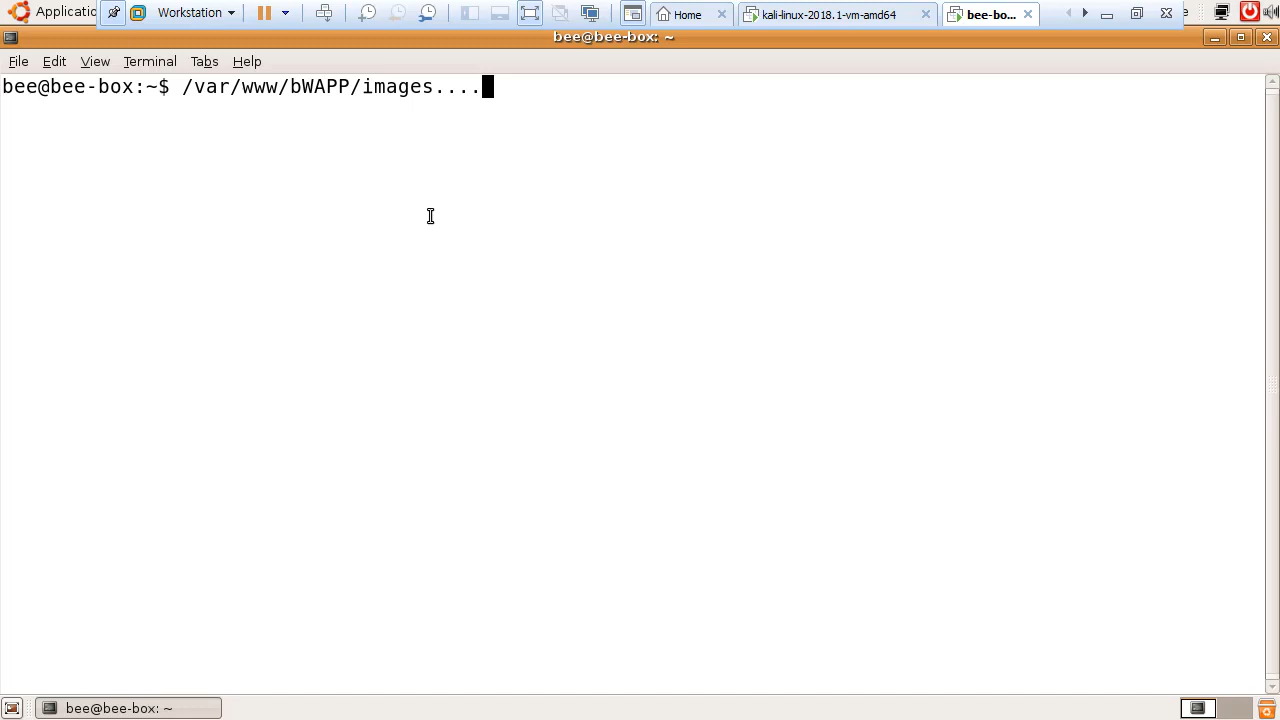 Applicatio Workstation Home kali-linux-2018.1-vm-amd64 bee-bo...
bee@bee-box: ~
File Edit View Terminal Tabs Help
bee@bee-box:~$ /var/www/bWAPP/images....
bee@bee-box: ~